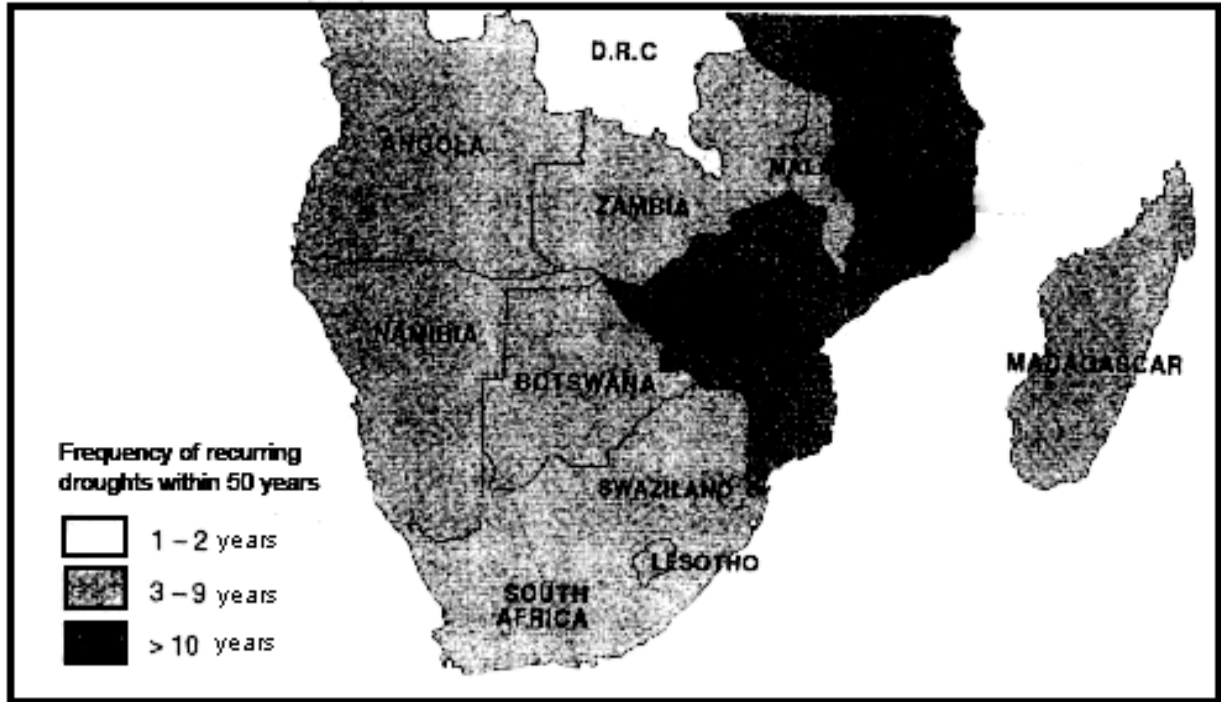 D.R.C
ANGOLA
MALA
ZAMBIA
NAMIBIA
BOTSWANA
MADAGASCAR
Frequency of recurring
droughts within 50 years
SWAZILAND
1 – 2 years
LESOTHO
3 – 9 years
SOUTH
AFRICA
> 10 years